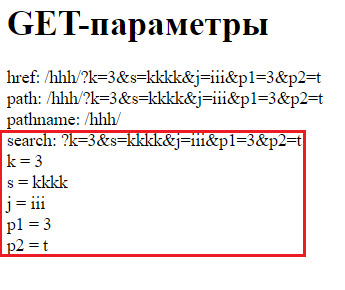 GET-параметры
href: /hhh/?k=3&s=kkkk&j=iii&p1=3&p2=t
path: /hhh/?k=3&s=kkkk&j=iii&p1=3&p2=t
pathname: /hhh/
search: ?k=3&s=kkkk&j=iii&p1=3&p2=t
k = 3
s = kkkk
j = iii
p1 = 3
p2 = t